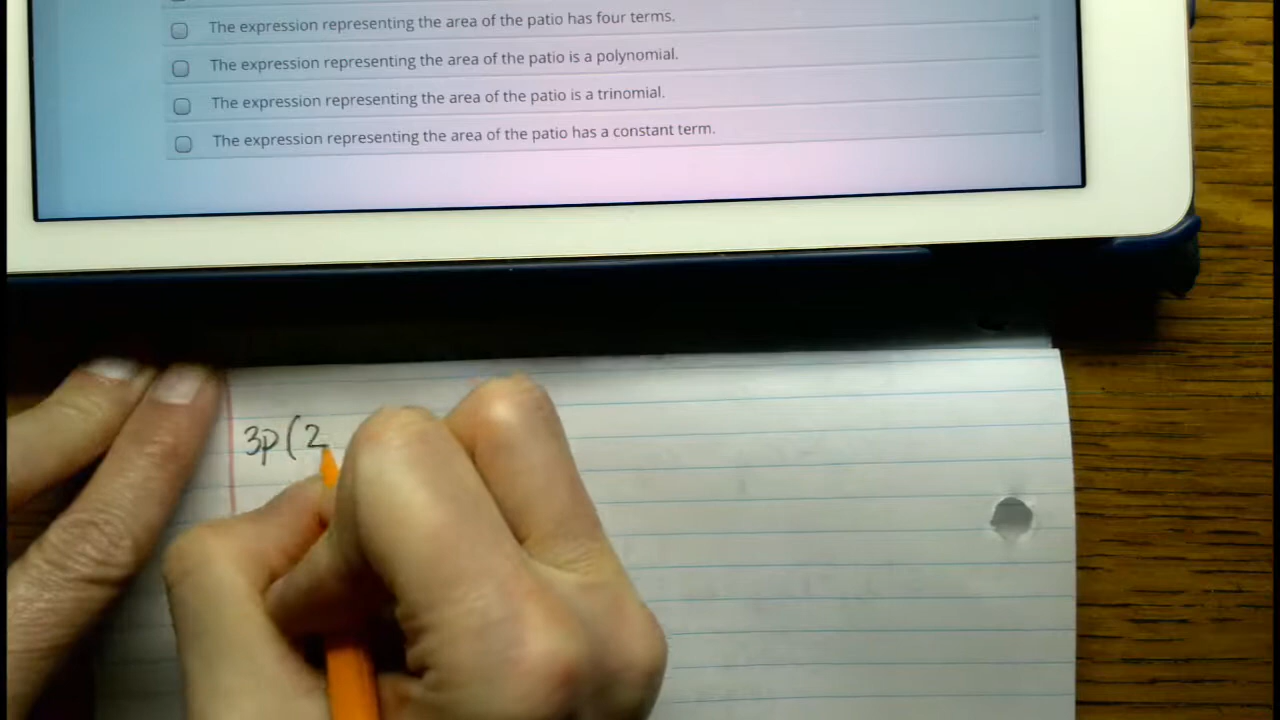 The expression representing the area of the patio has four terms.
The expression representing the area of the patio is a polynomial.
The expression representing the area of the patio is a trinomial.
The expression representing the area of the patio has a constant term.
3p(2